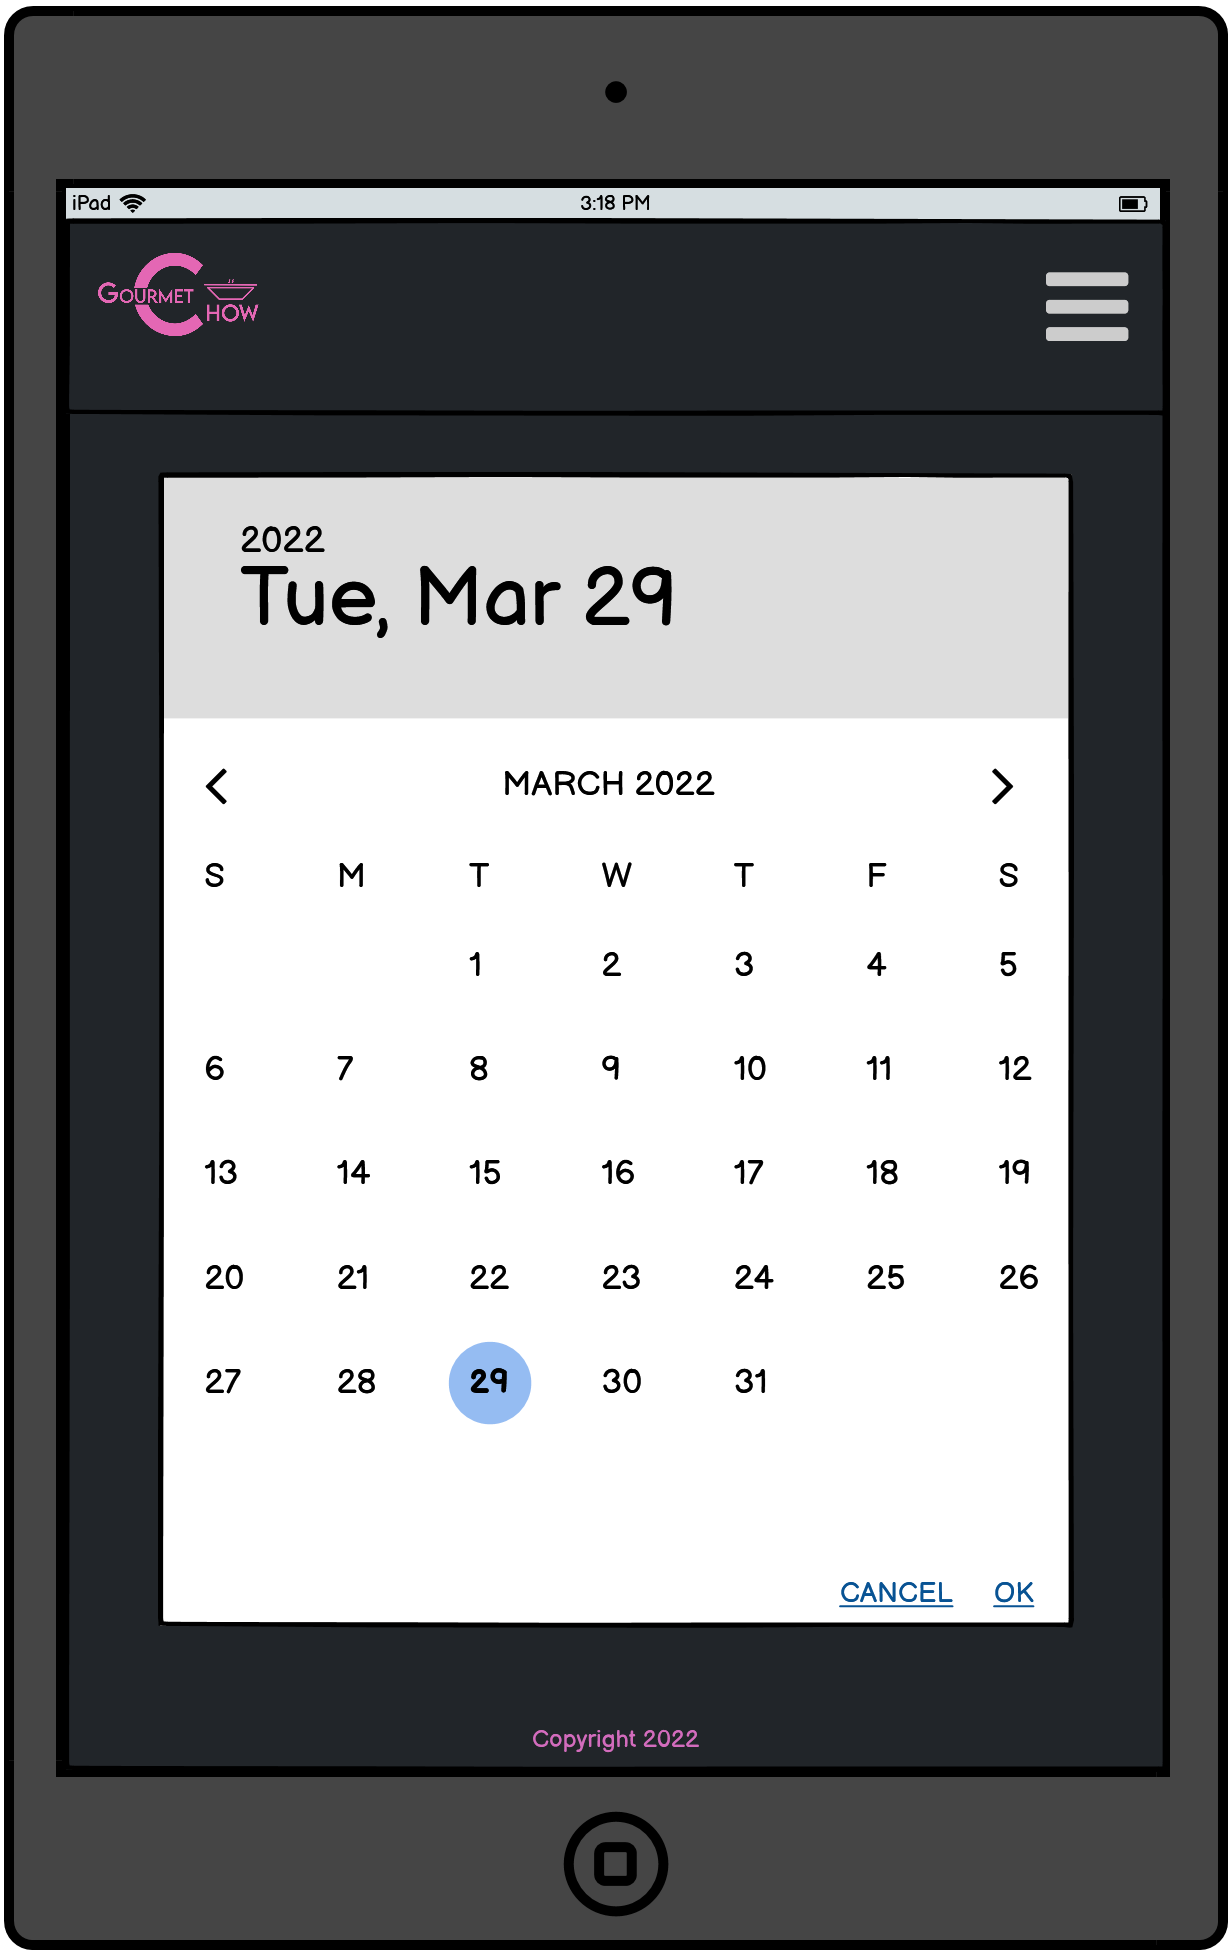 iPad 3:18 PM
GOURMET CHOW
2022
Tue, Mar 29
MARCH 2022
S M T W T F S
1 2 3 4 5
6 7 8 9 10 11 12
13 14 15 16 17 18 19
20 21 22 23 24 25 26
27 28 29 30 31
CANCEL OK
Copyright 2022